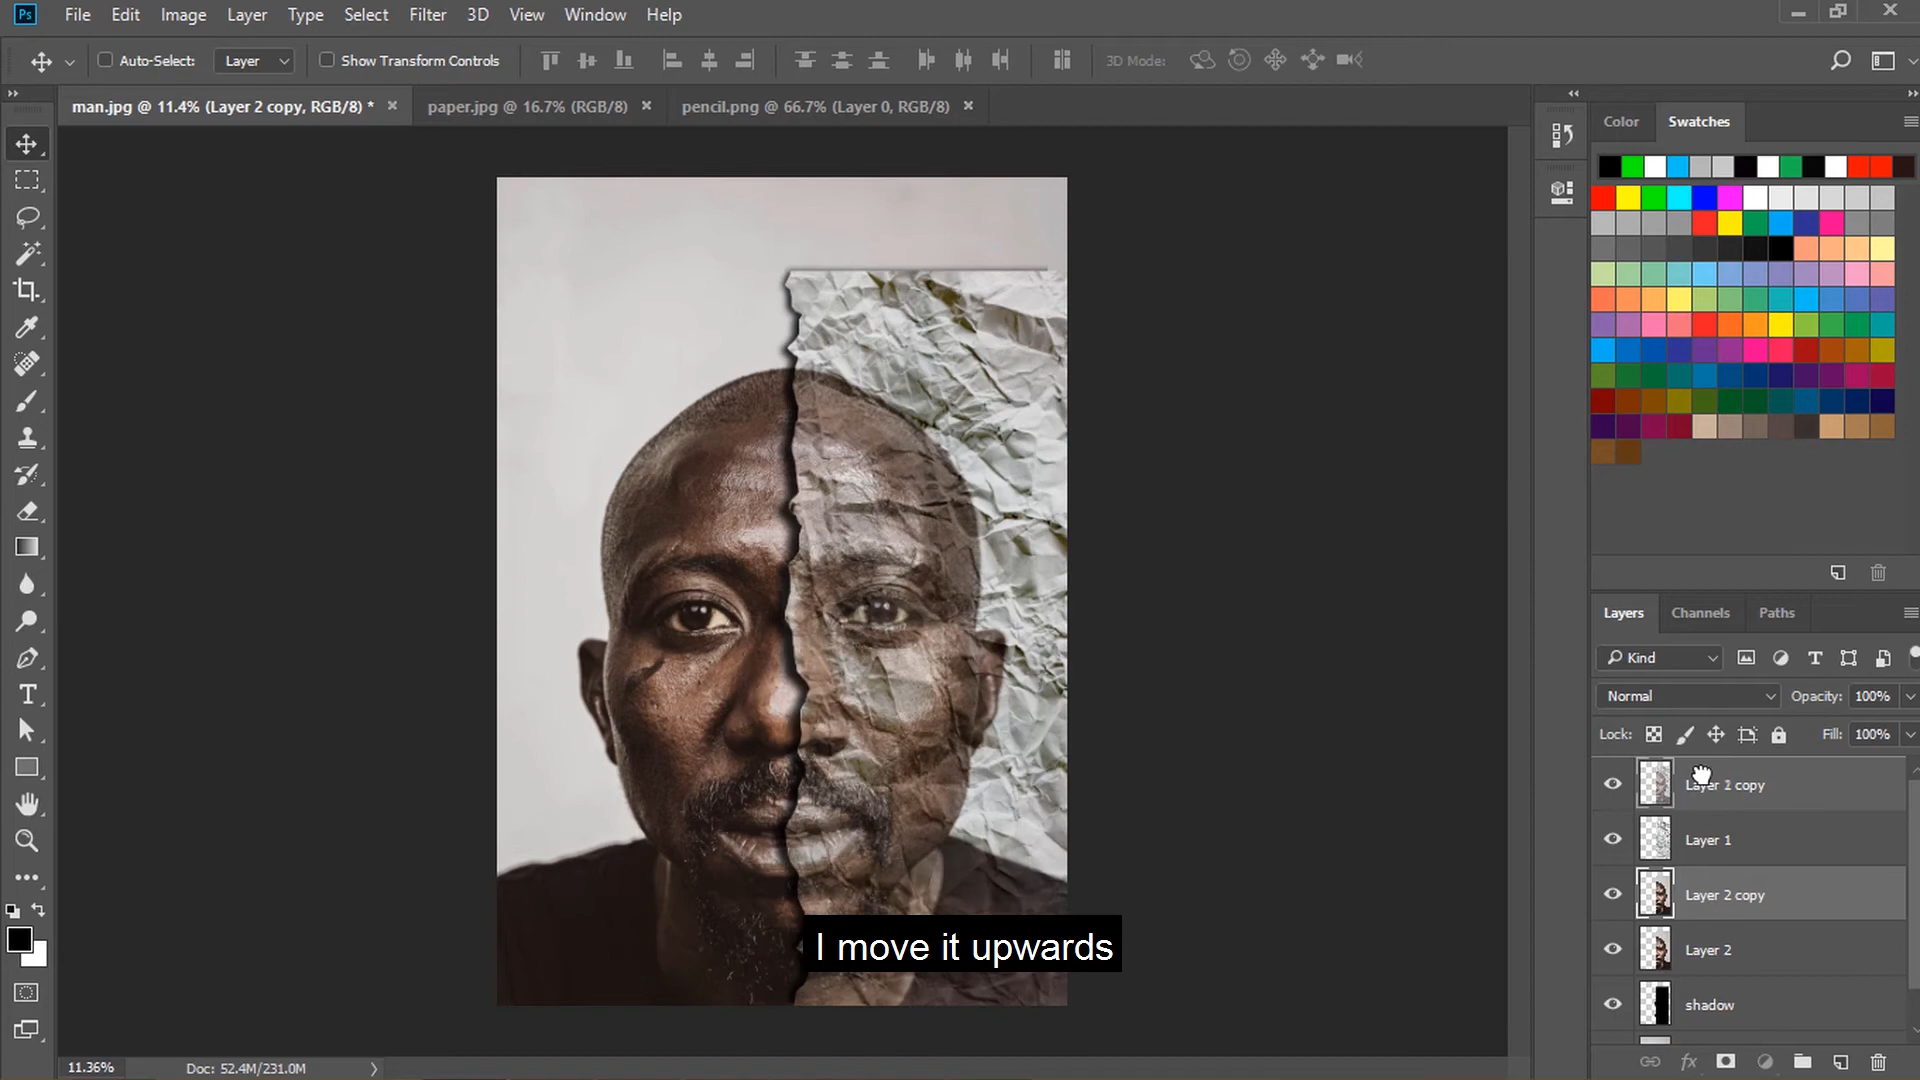 Ps File Edit Image Layer Type Select Filter 3D View Window Help
Auto-Select: Layer Show Transform Controls 3D Mode:
man.jpg @ 11.4% (Layer 2 copy, RGB/8) * paper.jpg @ 16.7% (RGB/8) pencil.png @ 66.7% (Layer 0, RGB/8)
Color Swatches
Layers Channels Paths
Kind
Normal Opacity: 100%
Lock: Fill: 100%
Layer 2 copy
Layer 1
Layer 2 copy
Layer 2
shadow
I move it upwards
11.36% Doc: 52.4M/231.0M